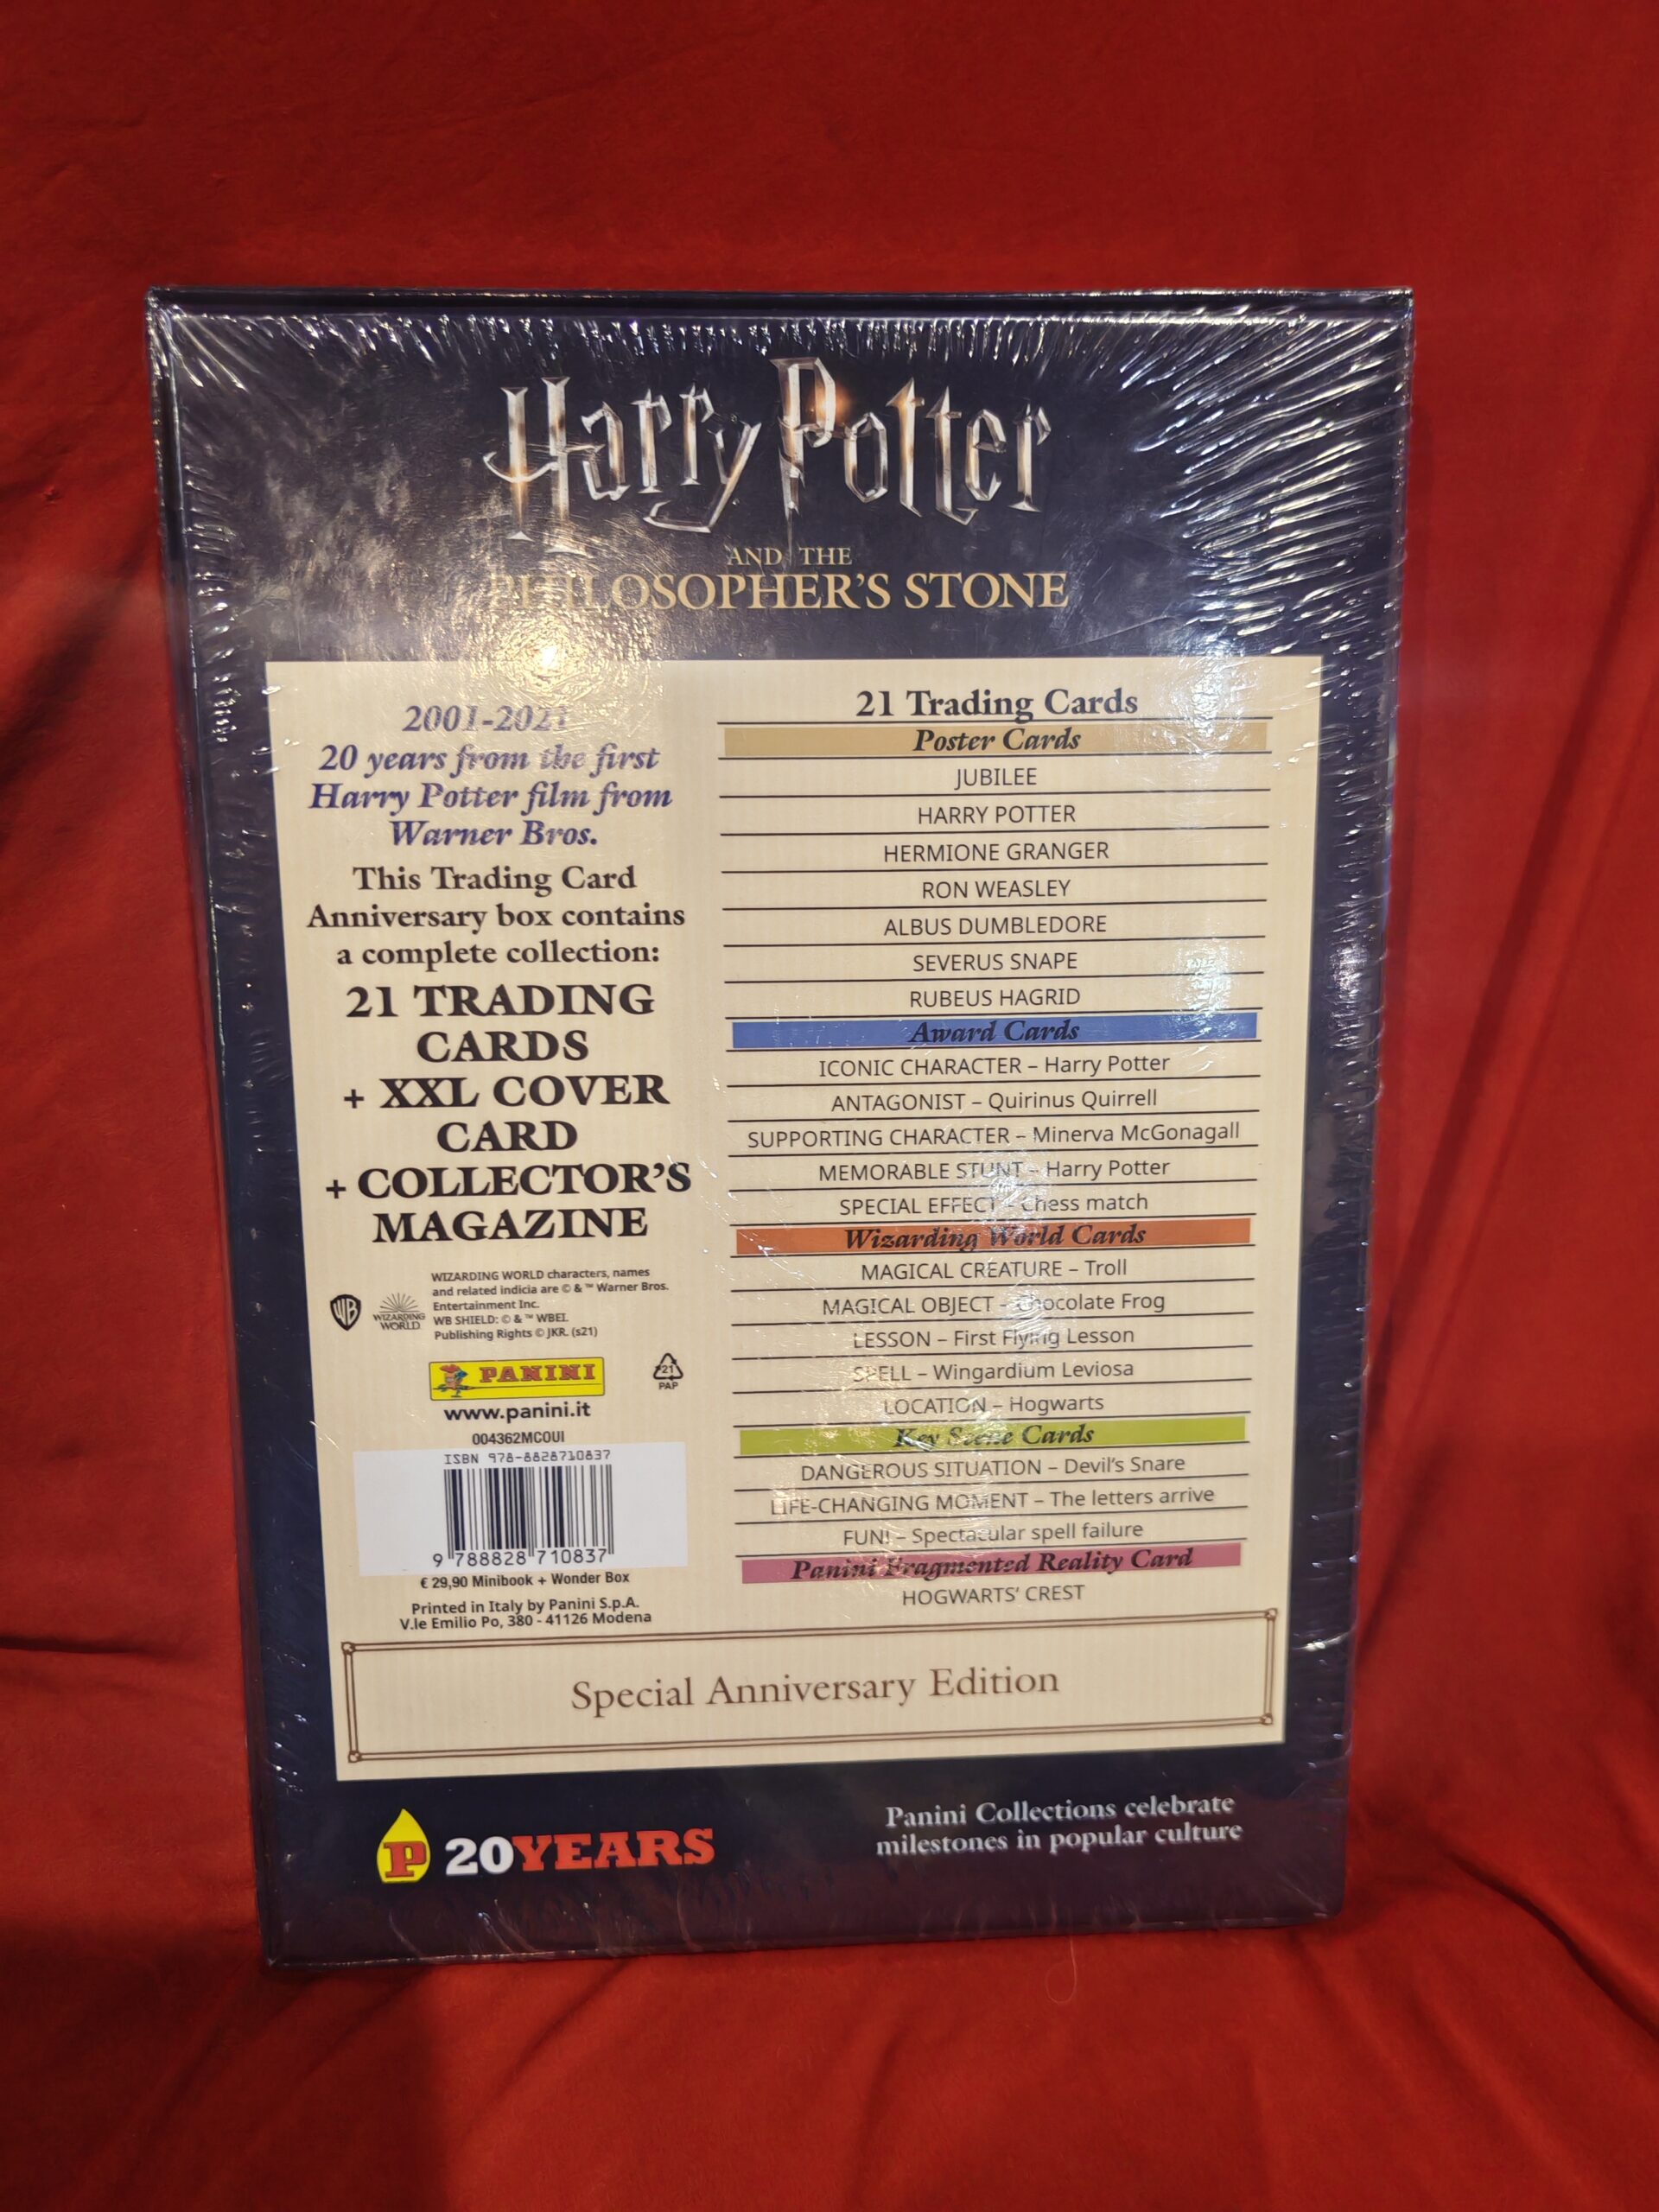 Harry Potter
AND THE
PHILOSOPHER'S STONE
2001-2021
20 years from the first
Harry Potter film from
Warner Bros.
This Trading Card
Anniversary box contains
a complete collection:
21 TRADING
CARDS
+ XXL COVER
CARD
+ COLLECTOR'S
MAGAZINE
WB
WIZARDING
WORLD
WIZARDING WORLD characters, names
and related indicia are © & ™ Warner Bros.
Entertainment Inc.
WB SHIELD: © & ™ WBEI.
Publishing Rights © JKR. (s21)
PANINI
21
PAP
www.panini.it
004362MCOUI
ISBN 978-8828710837
9 788828 710837
€ 29,90 Minibook + Wonder Box
Printed in Italy by Panini S.p.A.
V.le Emilio Po, 380 - 41126 Modena
21 Trading Cards
Poster Cards
JUBILEE
HARRY POTTER
HERMIONE GRANGER
RON WEASLEY
ALBUS DUMBLEDORE
SEVERUS SNAPE
RUBEUS HAGRID
Award Cards
ICONIC CHARACTER – Harry Potter
ANTAGONIST – Quirinus Quirrell
SUPPORTING CHARACTER – Minerva McGonagall
MEMORABLE STUNT – Harry Potter
SPECIAL EFFECT – Chess match
Wizarding World Cards
MAGICAL CREATURE – Troll
MAGICAL OBJECT – Chocolate Frog
LESSON – First Flying Lesson
SPELL – Wingardium Leviosa
LOCATION – Hogwarts
Key Scene Cards
DANGEROUS SITUATION – Devil's Snare
LIFE-CHANGING MOMENT – The letters arrive
FUN! – Spectacular spell failure
Panini Fragmented Reality Card
HOGWARTS' CREST
Special Anniversary Edition
P 20YEARS
Panini Collections celebrate
milestones in popular culture